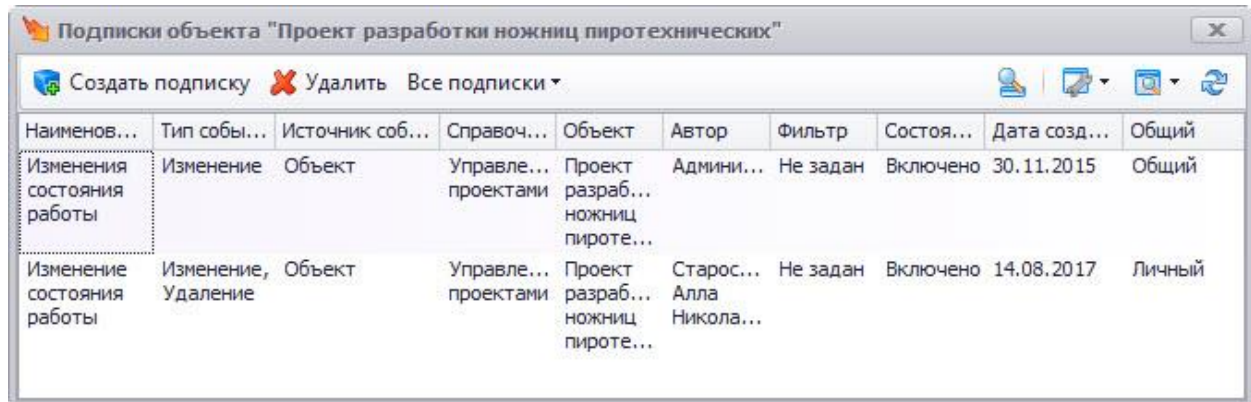 Подписки объекта "Проект разработки ножниц пиротехнических"
Создать подписку Удалить Все подписки
Наименов... Тип собы... Источник соб... Справоч... Объект Автор Фильтр Состоя... Дата созд... Общий
Изменения Изменение Объект Управле... Проект Админи... Не задан Включено 30.11.2015 Общий
состояния проектами разраб...
работы ножниц
пироте...
Изменение Изменение, Объект Управле... Проект Старос... Не задан Включено 14.08.2017 Личный
состояния Удаление проектами разраб... Алла
работы ножниц Никола...
пироте...